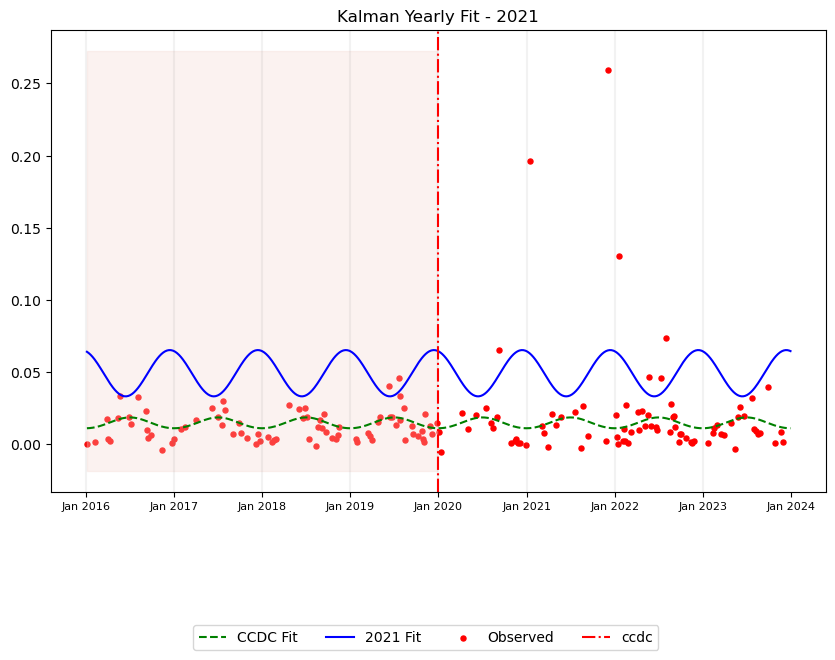 Kalman Yearly Fit - 2021
0.25
0.20
0.15
0.10
0.05
0.00
Jan 2016 Jan 2017 Jan 2018 Jan 2019 Jan 2020 Jan 2021 Jan 2022 Jan 2023 Jan 2024
CCDC Fit 2021 Fit Observed ccdc